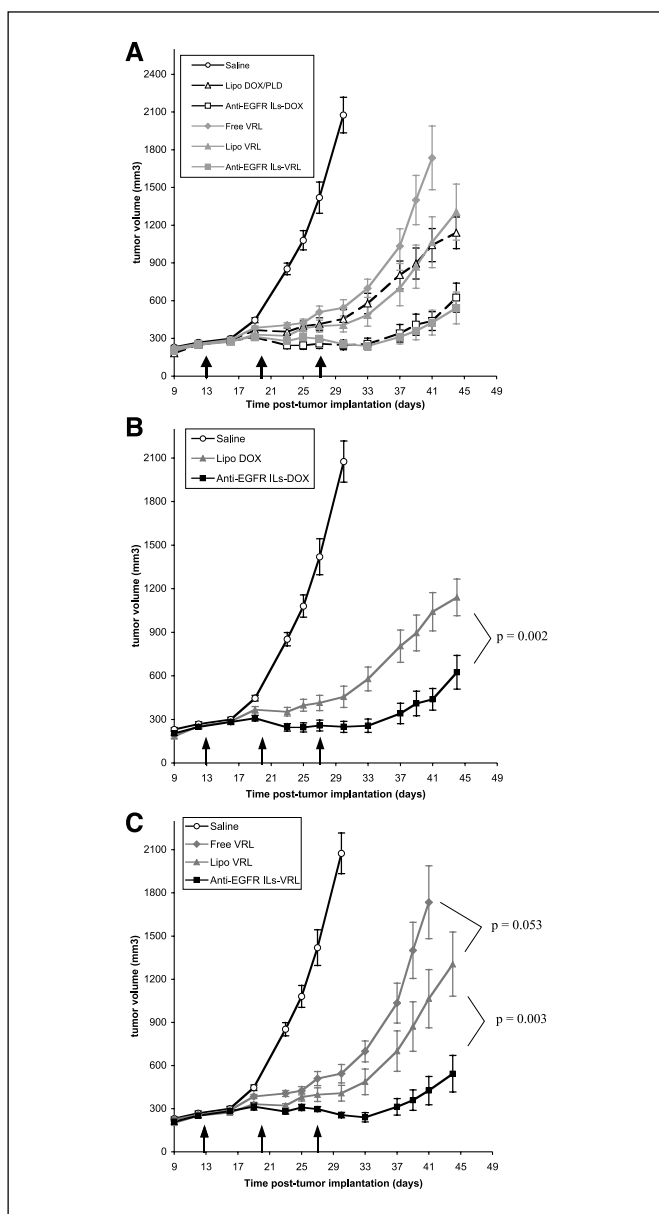 A
Saline
Lipo DOX/PLD
Anti-EGFR ILs-DOX
Free VRL
Lipo VRL
Anti-EGFR ILs-VRL
tumor volume (mm3)
2400
2100
1800
1500
1200
900
600
300
0
9 13 17 21 25 29 33 37 41 45 49
Time post-tumor implantation (days)
B
Saline
Lipo DOX
Anti-EGFR ILs-DOX
tumor volume (mm3)
2100
1800
1500
1200
900
600
300
0
p = 0.002
9 13 17 21 25 29 33 37 41 45 49
Time post-tumor implantation (days)
C
Saline
Free VRL
Lipo VRL
Anti-EGFR ILs-VRL
tumor volume (mm3)
2100
1800
1500
1200
900
600
300
0
p = 0.053
p = 0.003
9 13 17 21 25 29 33 37 41 45 49
Time post-tumor implantation (days)